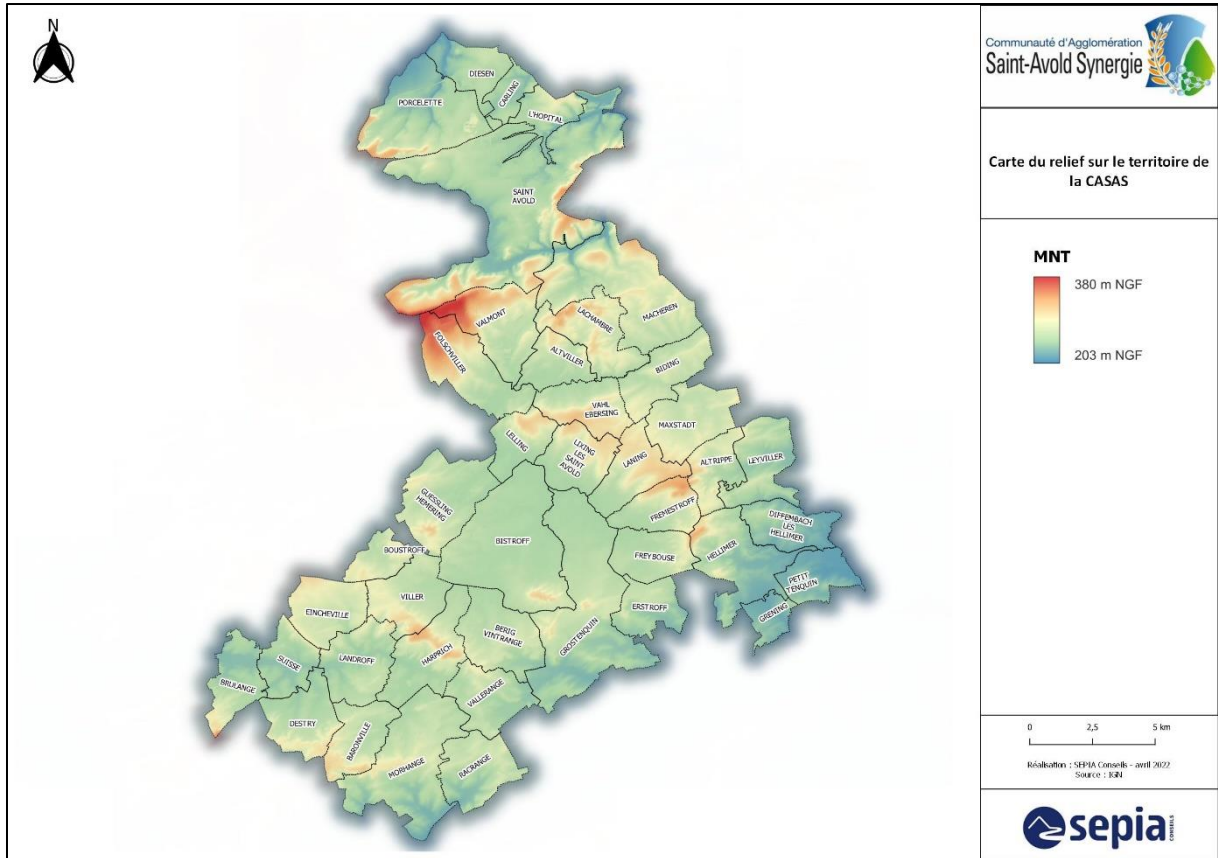 N
DIESEN
PORCELETTE
CARLING
L'HOPITAL
SAINT
AVOLD
VALMONT
FOLSCHVILLER
LACHAMBRE
MACHEREN
ALTVILLER
BIDING
VAHL
EBERSING
MAXSTADT
LELLING
LIXING
LES
SAINT
AVOLD
LANING
ALTRIPPE
LEYVILLER
GUESSLING
HEMERING
FREMESTROFF
DIFFEMBACH
LES
HELLIMER
BISTROFF
BOUSTROFF
FREYBOUSE
HELLIMER
PETIT
TENQUIN
VILLER
EINCHEVILLE
ERSTROFF
GRENING
BERIG
VINTRANGE
GROSTENQUIN
HARPRICH
LANDROFF
SUISSE
BRULANGE
VALLERANGE
DESTRY
BARONVILLE
MORHANGE
RACRANGE
Communauté d'Agglomération
Saint-Avold Synergie
Carte du relief sur le territoire de
la CASAS
MNT
380 m NGF
203 m NGF
0 2,5 5 km
Réalisation : SEPIA Conseils - avril 2022
Source : IGN
sepia
CONSEILS